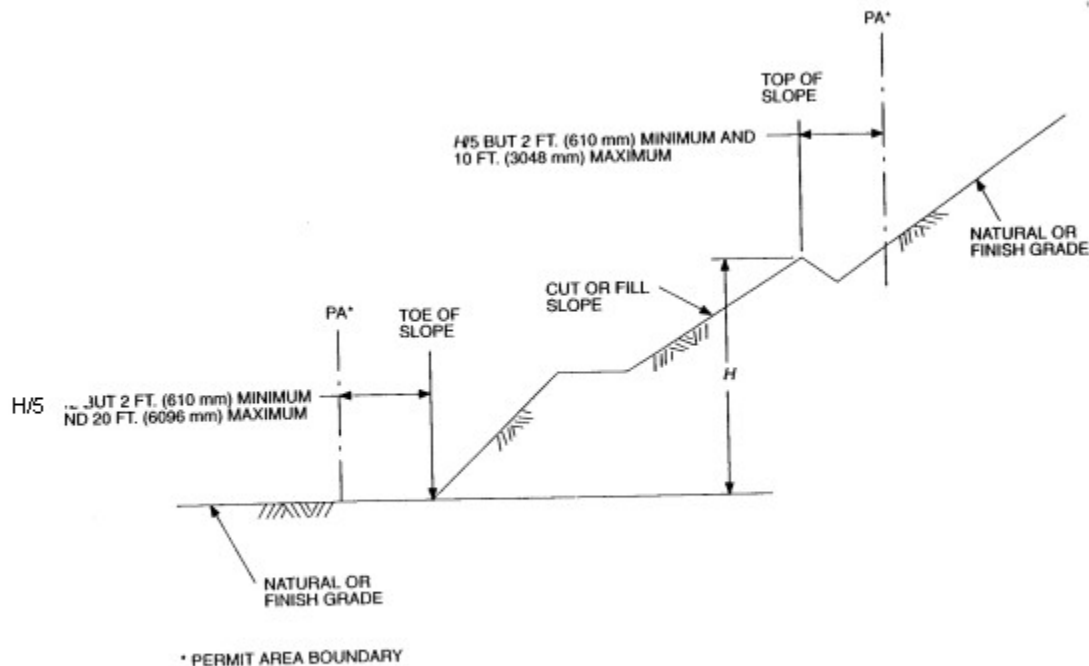 PA*
TOP OF
SLOPE
H/5 BUT 2 FT. (610 mm) MINIMUM AND
10 FT. (3048 mm) MAXIMUM
NATURAL OR
FINISH GRADE
CUT OR FILL
SLOPE
PA*
TOE OF
SLOPE
H
H/5 BUT 2 FT. (610 mm) MINIMUM
ND 20 FT. (6096 mm) MAXIMUM
NATURAL OR
FINISH GRADE
* PERMIT AREA BOUNDARY